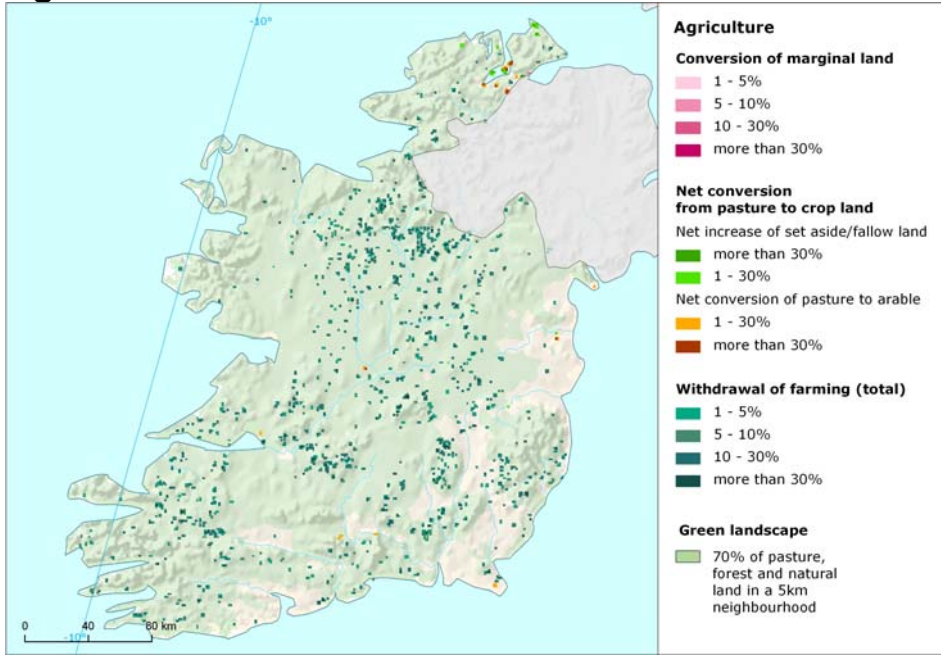 -10°
Agriculture
Conversion of marginal land
1 - 5%
5 - 10%
10 - 30%
more than 30%
Net conversion
from pasture to crop land
Net increase of set aside/fallow land
more than 30%
1 - 30%
Net conversion of pasture to arable
1 - 30%
more than 30%
Withdrawal of farming (total)
1 - 5%
5 - 10%
10 - 30%
more than 30%
Green landscape
70% of pasture,
forest and natural
land in a 5km
neighbourhood
0 40 80 km
-10°